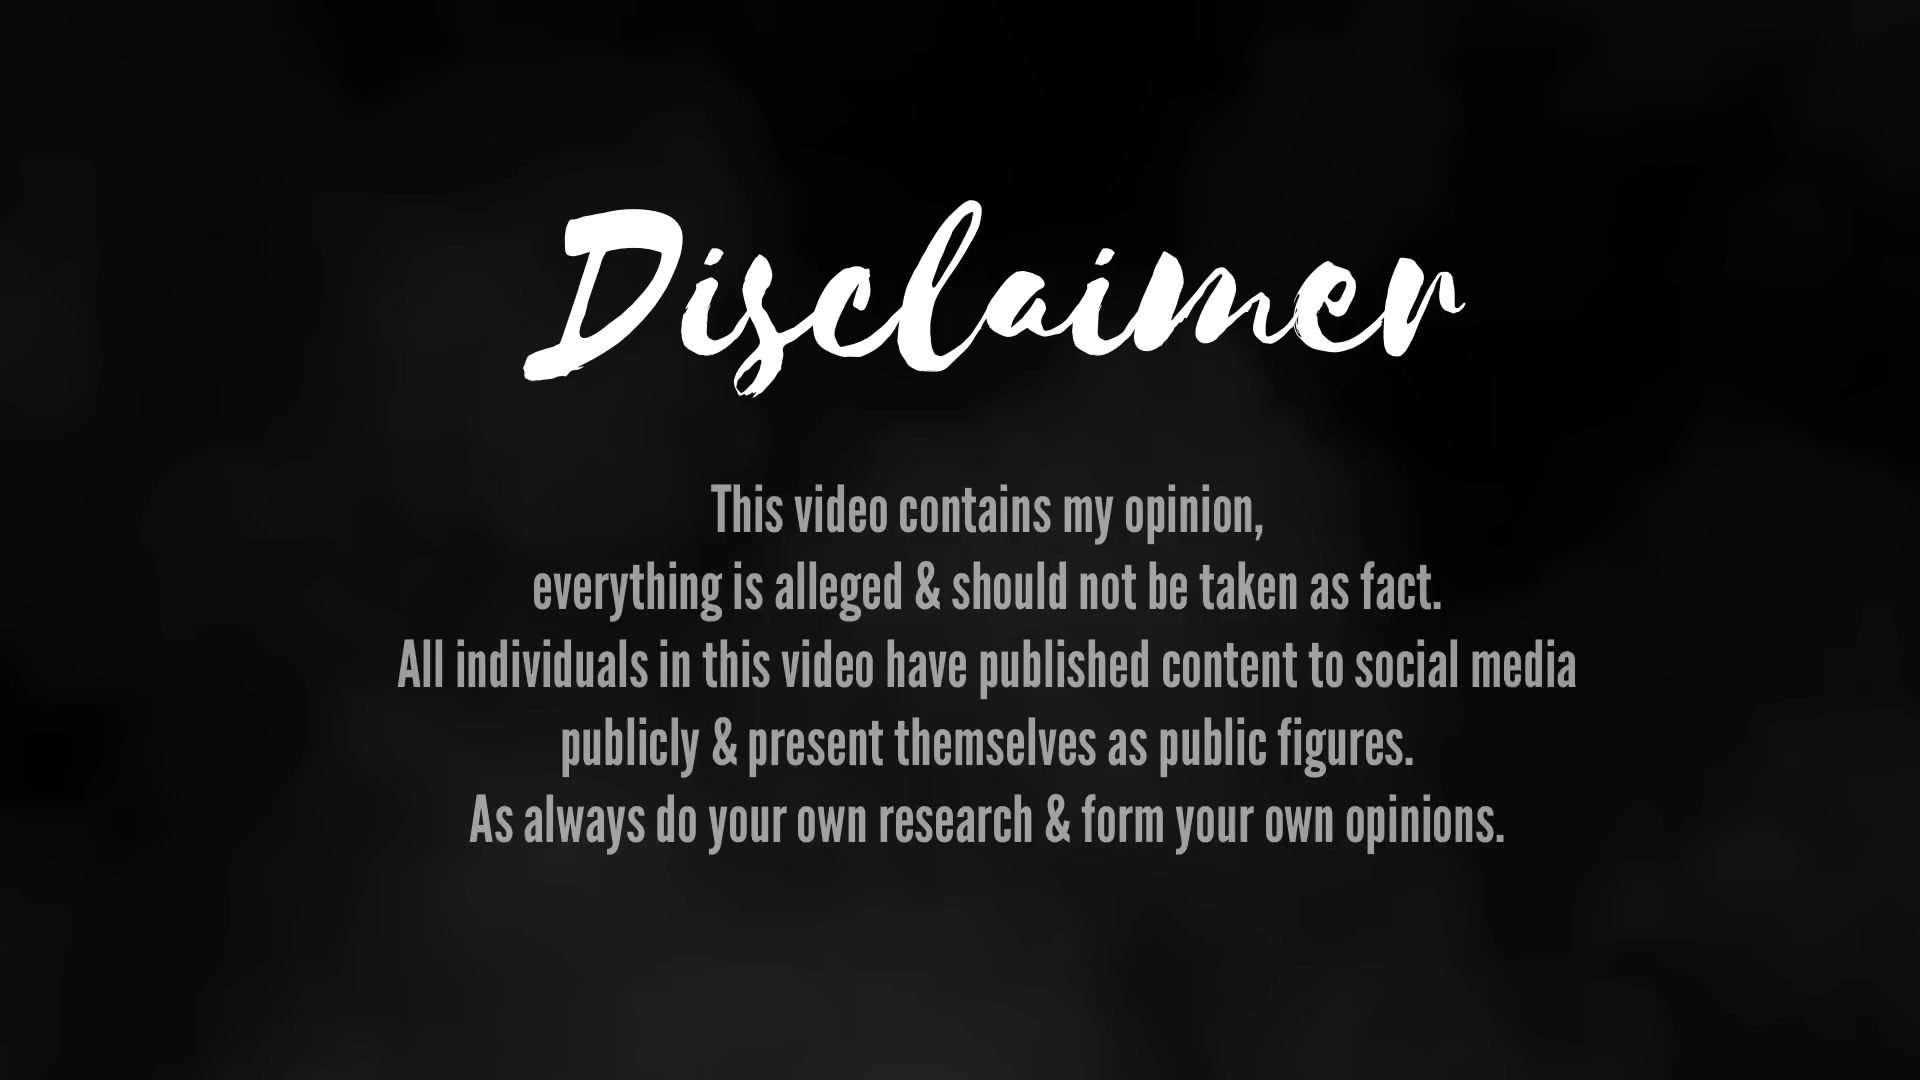 Disclaimer
This video contains my opinion,
everything is alleged & should not be taken as fact.
All individuals in this video have published content to social media
publicly & present themselves as public figures.
As always do your own research & form your own opinions.